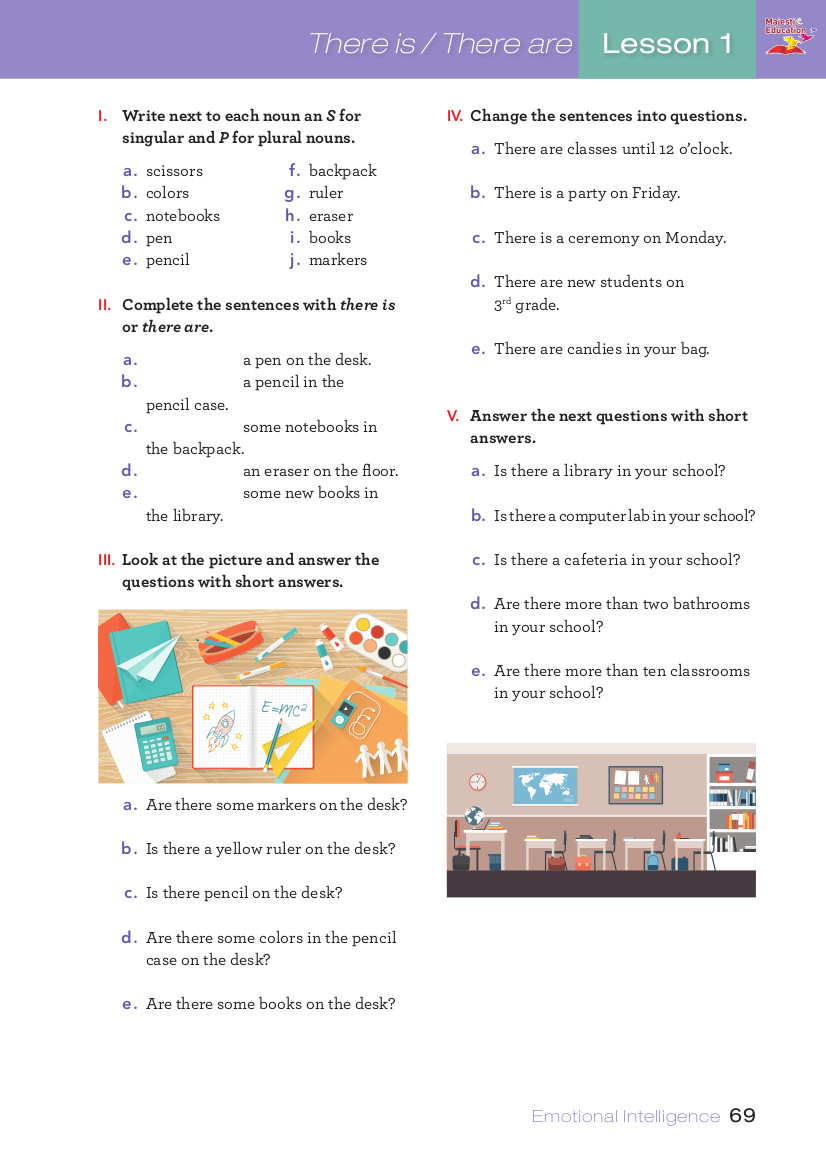 There is / There are
Lesson 1
Majestic
Education
I. Write next to each noun an S for
singular and P for plural nouns.
a. scissors
b. colors
c. notebooks
d. pen
e. pencil
f. backpack
g. ruler
h. eraser
i. books
j. markers
II. Complete the sentences with there is
or there are.
a. a pen on the desk.
b. a pencil in the
pencil case.
c. some notebooks in
the backpack.
d. an eraser on the floor.
e. some new books in
the library.
III. Look at the picture and answer the
questions with short answers.
E=mc²
a. Are there some markers on the desk?
b. Is there a yellow ruler on the desk?
c. Is there pencil on the desk?
d. Are there some colors in the pencil
case on the desk?
e. Are there some books on the desk?
IV. Change the sentences into questions.
a. There are classes until 12 o’clock.
b. There is a party on Friday.
c. There is a ceremony on Monday.
d. There are new students on
3rd grade.
e. There are candies in your bag.
V. Answer the next questions with short
answers.
a. Is there a library in your school?
b. Is there a computer lab in your school?
c. Is there a cafeteria in your school?
d. Are there more than two bathrooms
in your school?
e. Are there more than ten classrooms
in your school?
Emotional Intelligence 69